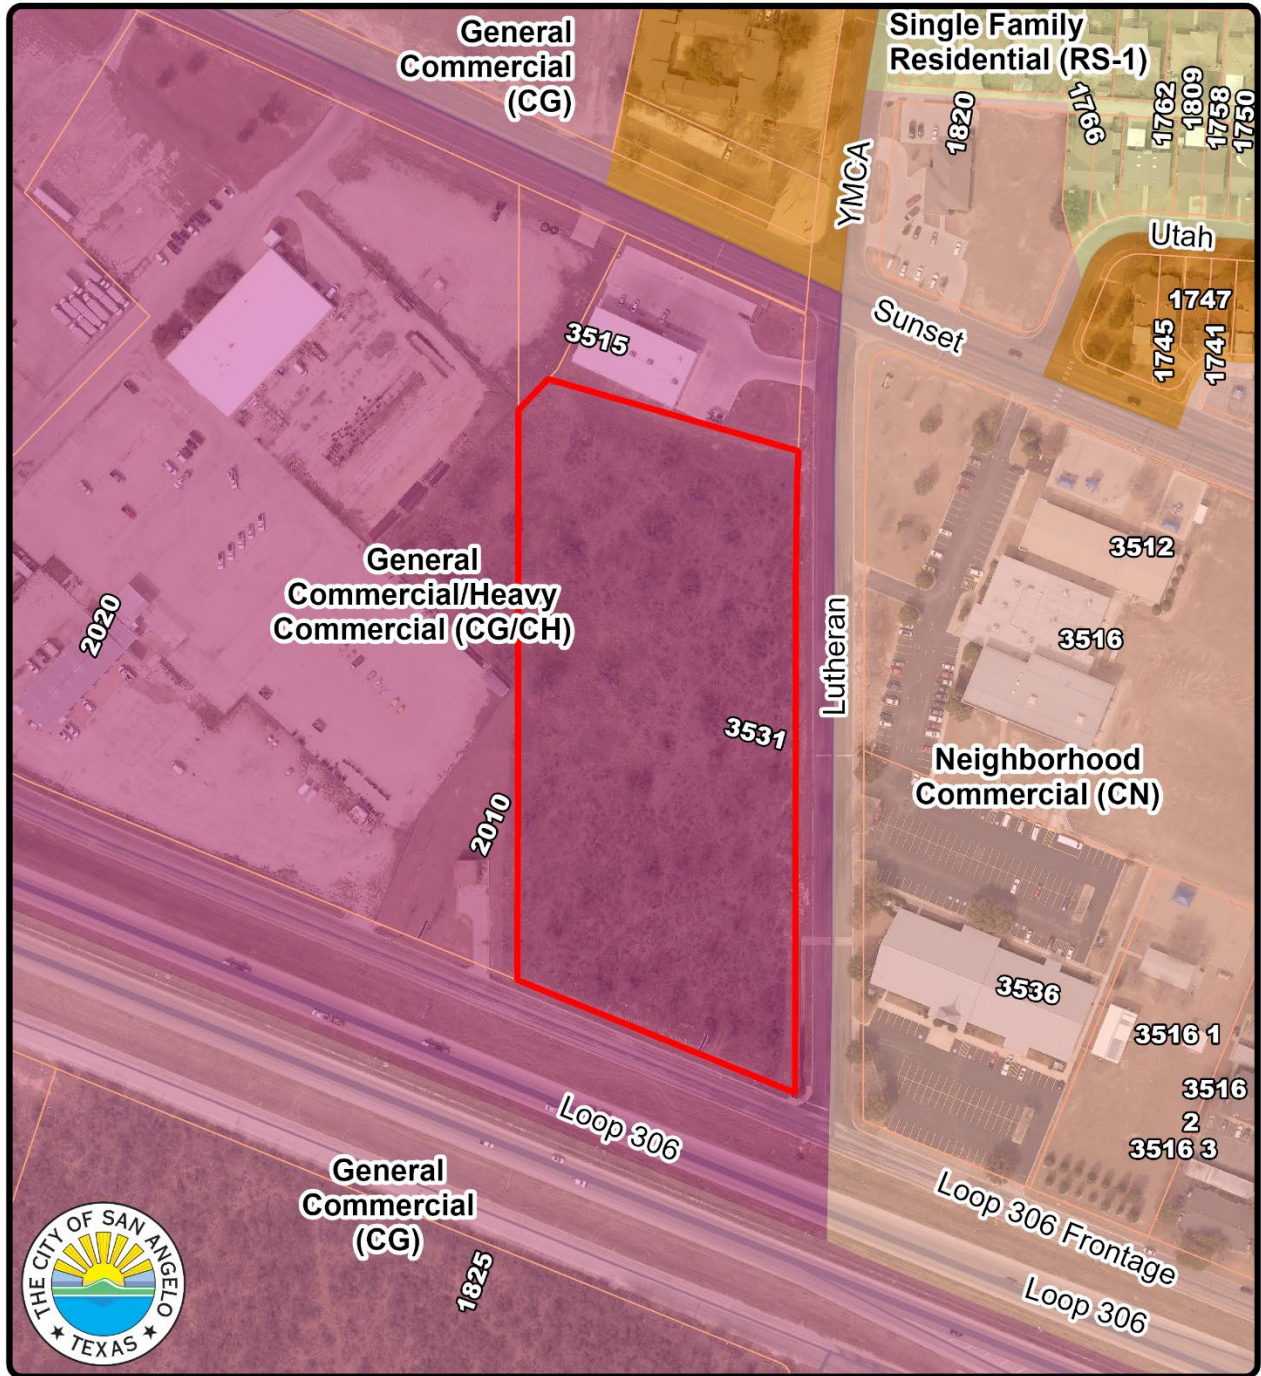 General
Commercial
(CG)
Single Family
Residential (RS-1)
1820
1766
1762
1809
1758
1750
YMCA
Utah
1747
1745
1741
Sunset
3515
3512
General
Commercial/Heavy
Commercial (CG/CH)
2020
3516
Lutheran
3531
Neighborhood
Commercial (CN)
2010
3536
3516 1
3516
2
3516 3
Loop 306
General
Commercial
(CG)
1825
Loop 306 Frontage
Loop 306
THE CITY OF SAN ANGELO
★ TEXAS ★